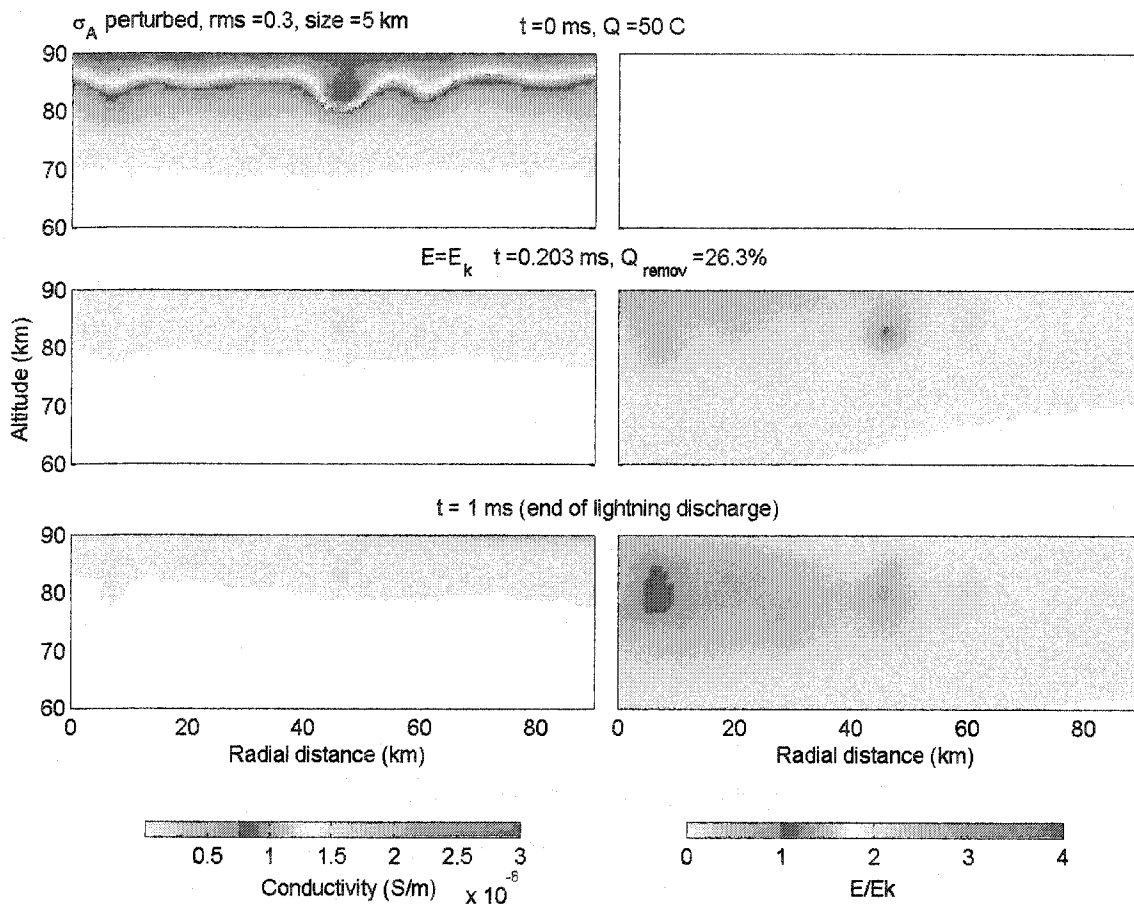 σ_A perturbed, rms =0.3, size =5 km
t=0 ms, Q =50 C
90
80
70
60
E=E_k t=0.203 ms, Q_remov =26.3%
90
80
70
60
Altitude (km)
t = 1 ms (end of lightning discharge)
90
80
70
60
0 20 40 60 80
0 20 40 60 80
Radial distance (km)
Radial distance (km)
0.5 1 1.5 2 2.5 3
0 1 2 3 4
Conductivity (S/m) x 10^-8
E/Ek